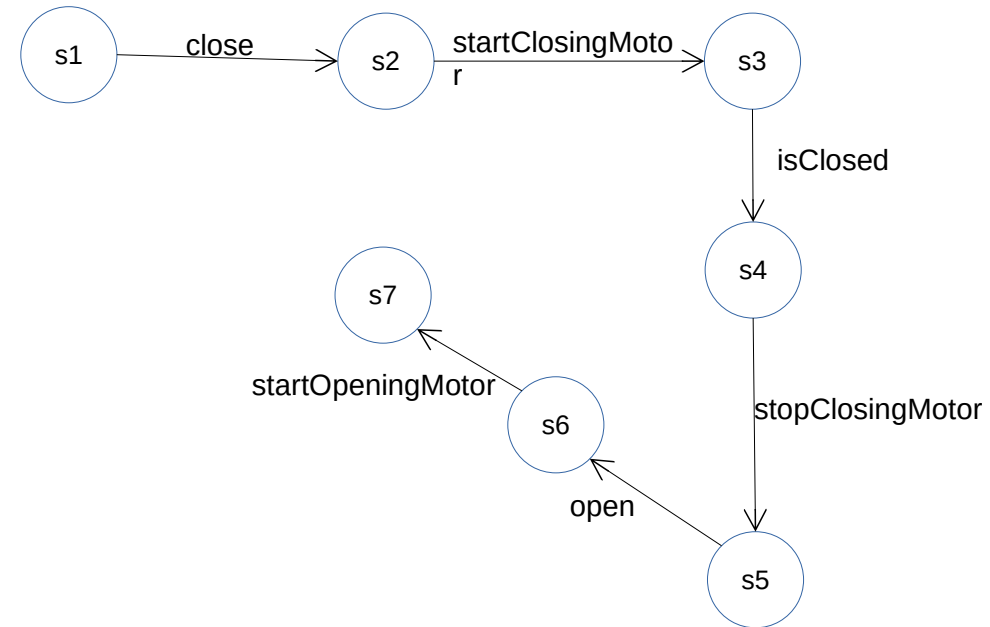 s1
close
s2
startClosingMoto
r
s3
isClosed
s4
s7
startOpeningMotor
s6
stopClosingMotor
open
s5